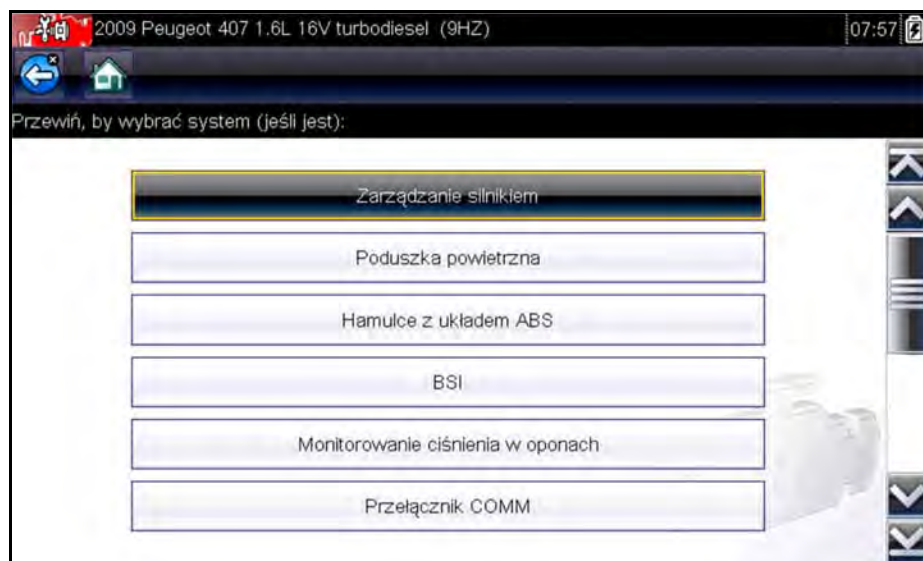 2009 Peugeot 407 1.6L 16V turbodiesel (9HZ) 07:57
Przewiń, by wybrać system (jeśli jest):
Zarządzanie silnikiem
Poduszka powietrzna
Hamulce z układem ABS
BSI
Monitorowanie ciśnienia w oponach
Przełącznik COMM